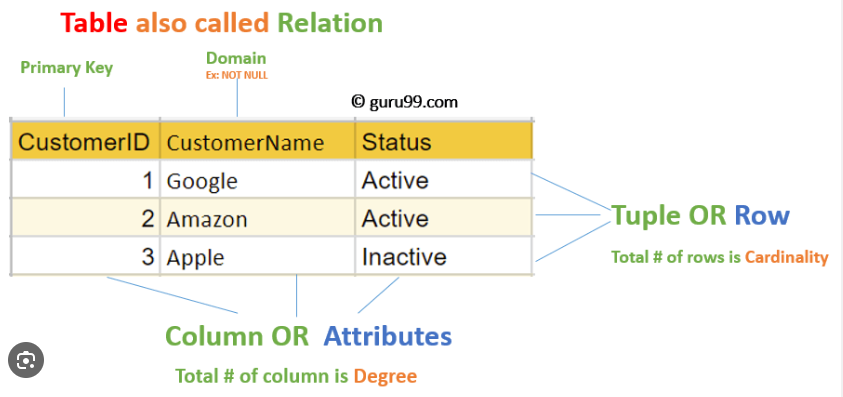 Table also called Relation
Primary Key
Domain
Ex: NOT NULL
© guru99.com
CustomerID CustomerName Status
1 Google Active
2 Amazon Active
3 Apple Inactive
Tuple OR Row
Total # of rows is Cardinality
Column OR Attributes
Total # of column is Degree